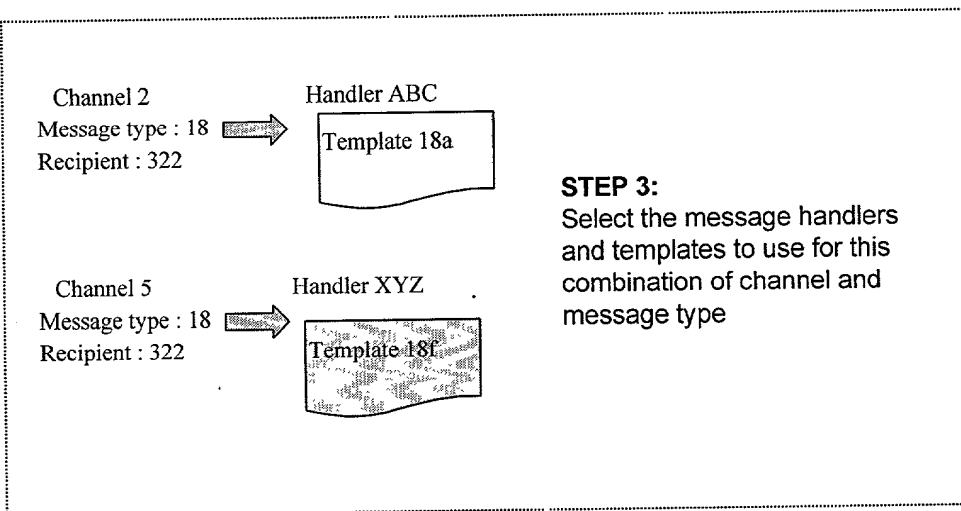 Channel 2
Message type : 18
Recipient : 322
Handler ABC
Template 18a
Channel 5
Message type : 18
Recipient : 322
Handler XYZ
Template 18f
STEP 3:
Select the message handlers
and templates to use for this
combination of channel and
message type